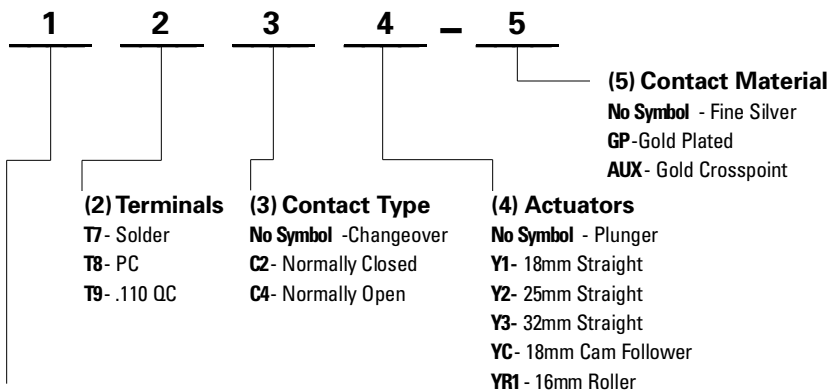 1 2 3 4 – 5
(5) Contact Material
No Symbol - Fine Silver
GP-Gold Plated
AUX- Gold Crosspoint
(2) Terminals
T7- Solder
T8- PC
T9- .110 QC
(3) Contact Type
No Symbol -Changeover
C2- Normally Closed
C4- Normally Open
(4) Actuators
No Symbol - Plunger
Y1- 18mm Straight
Y2- 25mm Straight
Y3- 32mm Straight
YC- 18mm Cam Follower
YR1 - 16mm Roller